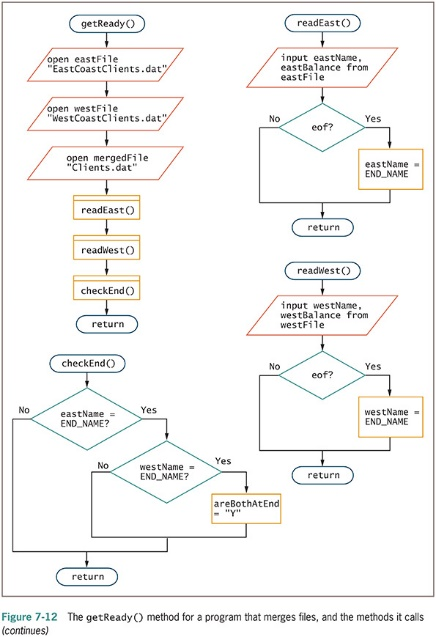 getReady()
open eastFile
"EastCoastClients.dat"
open westFile
"WestCoastClients.dat"
open mergedFile
"Clients.dat"
readEast()
readWest()
checkEnd()
return
checkEnd()
No
eastName =
END_NAME?
Yes
No
westName =
END_NAME?
Yes
areBothAtEnd
= "Y"
return
readEast()
input eastName,
eastBalance from
eastFile
No
eof?
Yes
eastName =
END_NAME
return
readWest()
input westName,
westBalance from
westFile
No
eof?
Yes
westName =
END_NAME
return
Figure 7-12 The getReady() method for a program that merges files, and the methods it calls
(continues)